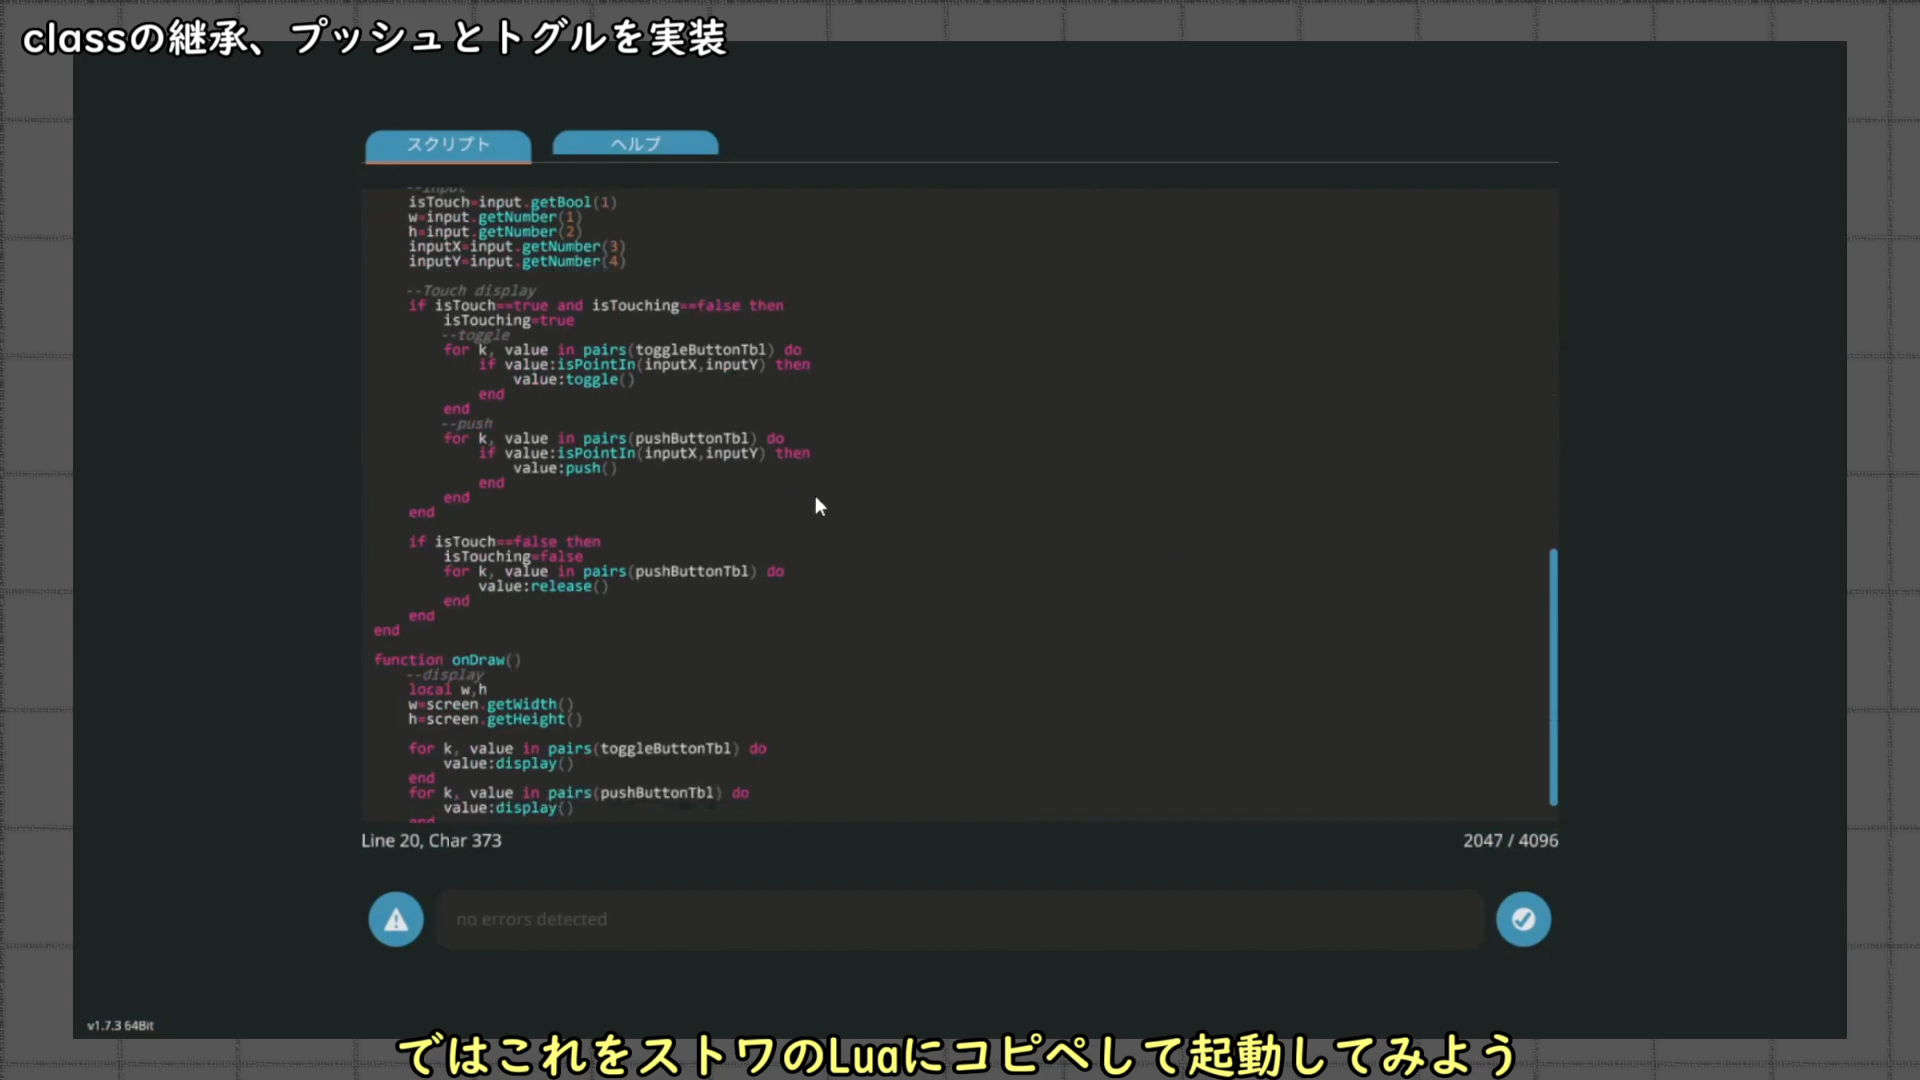 classの継承、プッシュとトグルを実装
スクリプト
ヘルプ
--input
isTouch=input.getBool(1)
w=input.getNumber(1)
h=input.getNumber(2)
inputX=input.getNumber(3)
inputY=input.getNumber(4)
--Touch display
if isTouch==true and isTouching==false then
isTouching=true
--toggle
for k, value in pairs(toggleButtonTbl) do
if value:isPointIn(inputX,inputY) then
value:toggle()
end
end
--push
for k, value in pairs(pushButtonTbl) do
if value:isPointIn(inputX,inputY) then
value:push()
end
end
end
if isTouch==false then
isTouching=false
for k, value in pairs(pushButtonTbl) do
value:release()
end
end
end
function onDraw()
--display
local w,h
w=screen.getWidth()
h=screen.getHeight()
for k, value in pairs(toggleButtonTbl) do
value:display()
end
for k, value in pairs(pushButtonTbl) do
value:display()
end
Line 20, Char 373
2047 / 4096
no errors detected
v1.7.3 64Bit
ではこれをストワのLuaにコピペして起動してみよう